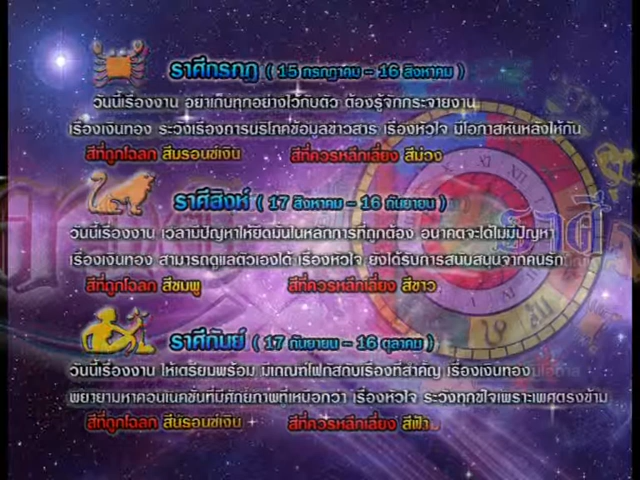 ราศีกรกฎ ( 15 กรกฎาคม - 16 สิงหาคม )
วันนี้เรื่องงาน อย่าเก็บทุกอย่างไว้กับตัว ต้องรู้จักกระจายงาน
เรื่องเงินทอง ระวังเรื่องการบริโภคข้อมูลข่าวสาร เรื่องหัวใจ มีโอกาสหันหลังให้กัน
สีที่ถูกโฉลก สีบรอนซ์เงิน สีที่ควรหลีกเลี่ยง สีม่วง
ราศีสิงห์ ( 17 สิงหาคม - 16 กันยายน )
วันนี้เรื่องงาน เวลามีปัญหาให้ยึดมั่นในหลักการที่ถูกต้อง อนาคตจะได้ไม่มีปัญหา
เรื่องเงินทอง สามารถดูแลตัวเองได้ เรื่องหัวใจ ยังได้รับการสนับสนุนจากคนรัก
สีที่ถูกโฉลก สีชมพู สีที่ควรหลีกเลี่ยง สีขาว
ราศี
ราศีกันย์ ( 17 กันยายน - 16 ตุลาคม )
วันนี้เรื่องงาน ให้เตรียมพร้อม มีเกณฑ์โฟกัสกับเรื่องที่สำคัญ เรื่องเงินทอง มีโอกาส
พยายามหาคอนเนคชั่นที่มีศักยภาพที่เหนือกว่า เรื่องหัวใจ ระวังทุกข์ใจเพราะเพศตรงข้าม
สีที่ถูกโฉลก สีบรอนซ์เงิน สีที่ควรหลีกเลี่ยง สีฟ้า